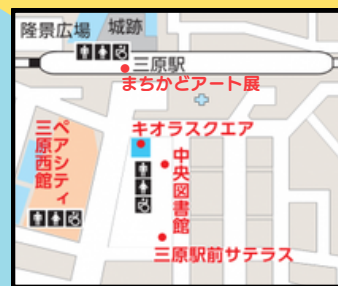 隆景広場
城跡
三原駅
まちかどアート展
キオラスクエア
ペアシティ
三原西館
中央図書館
三原駅前サテラス